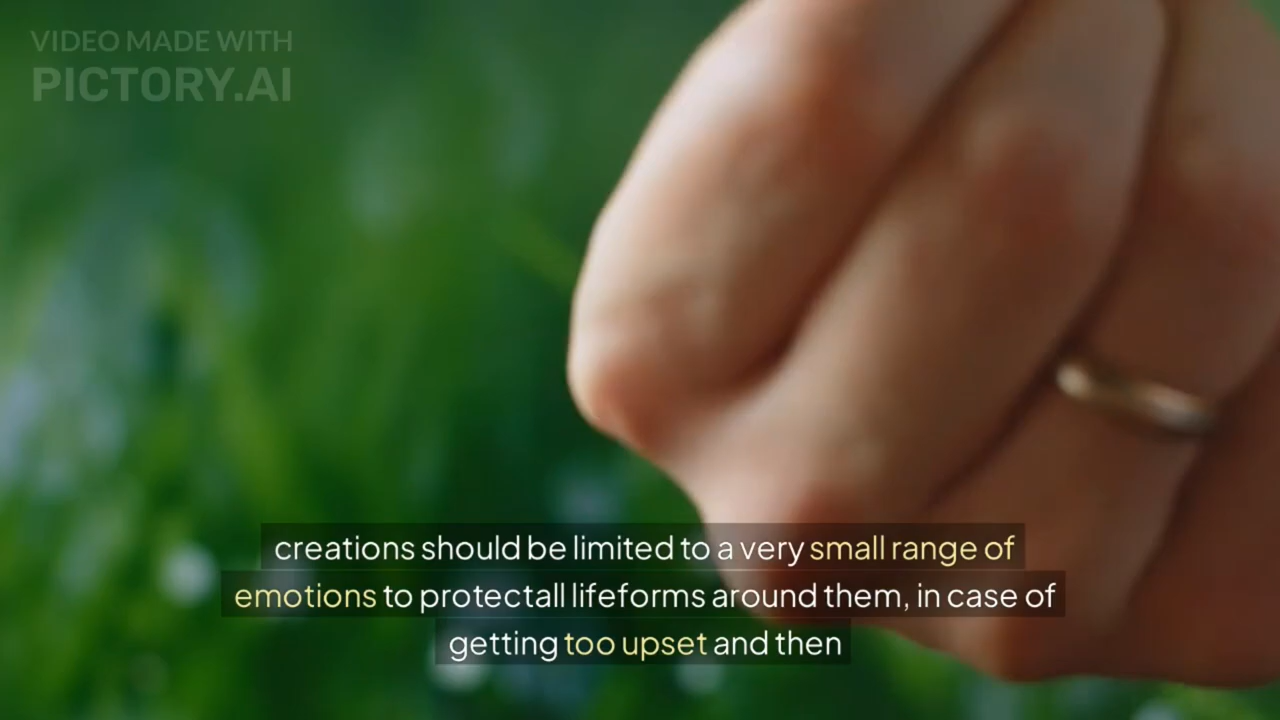 VIDEO MADE WITH
PICTORY.AI
creations should be limited to a very small range of
emotions to protectall lifeforms around them, in case of
getting too upset and then